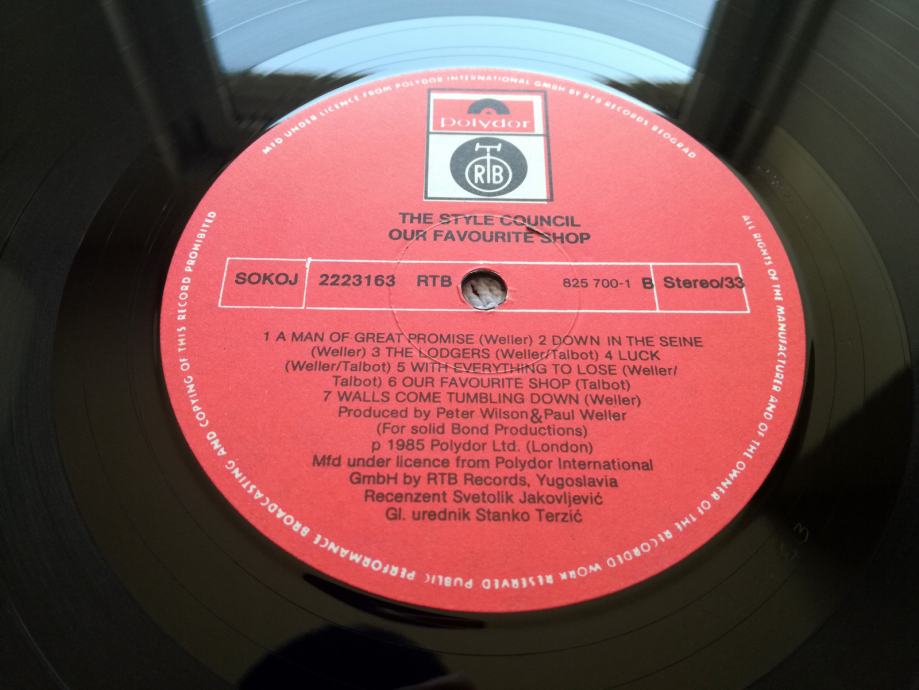 MFD UNDER LICENCE FROM POLYDOR INTERNATIONAL GMBH BY RTB RECORDS BEOGRAD
polydor
RTB
THE STYLE COUNCIL
OUR FAVOURITE SHOP
SOKOJ 2223163 RTB 825 700-1 B Stereo/33
1 A MAN OF GREAT PROMISE (Weller) 2 DOWN IN THE SEINE
(Weller) 3 THE LODGERS (Weller/Talbot) 4 LUCK
(Weller/Talbot) 5 WITH EVERYTHING TO LOSE (Weller/
Talbot) 6 OUR FAVOURITE SHOP (Talbot)
7 WALLS COME TUMBLING DOWN (Weller)
Produced by Peter Wilson & Paul Weller
(For solid Bond Productions)
p 1985 Polydor Ltd. (London)
Mfd under licence from Polydor International
GmbH by RTB Records, Yugoslavia
Recenzent Svetolik Jakovljević
Gl. urednik Stanko Terzić
ALL RIGHTS OF THE MANUFACTURER AND OF THE OWNER OF THE RECORDED WORK RESERVED PUBLIC PERFORMANCE BROADCASTING AND COPYING OF THIS RECORD PROHIBITED